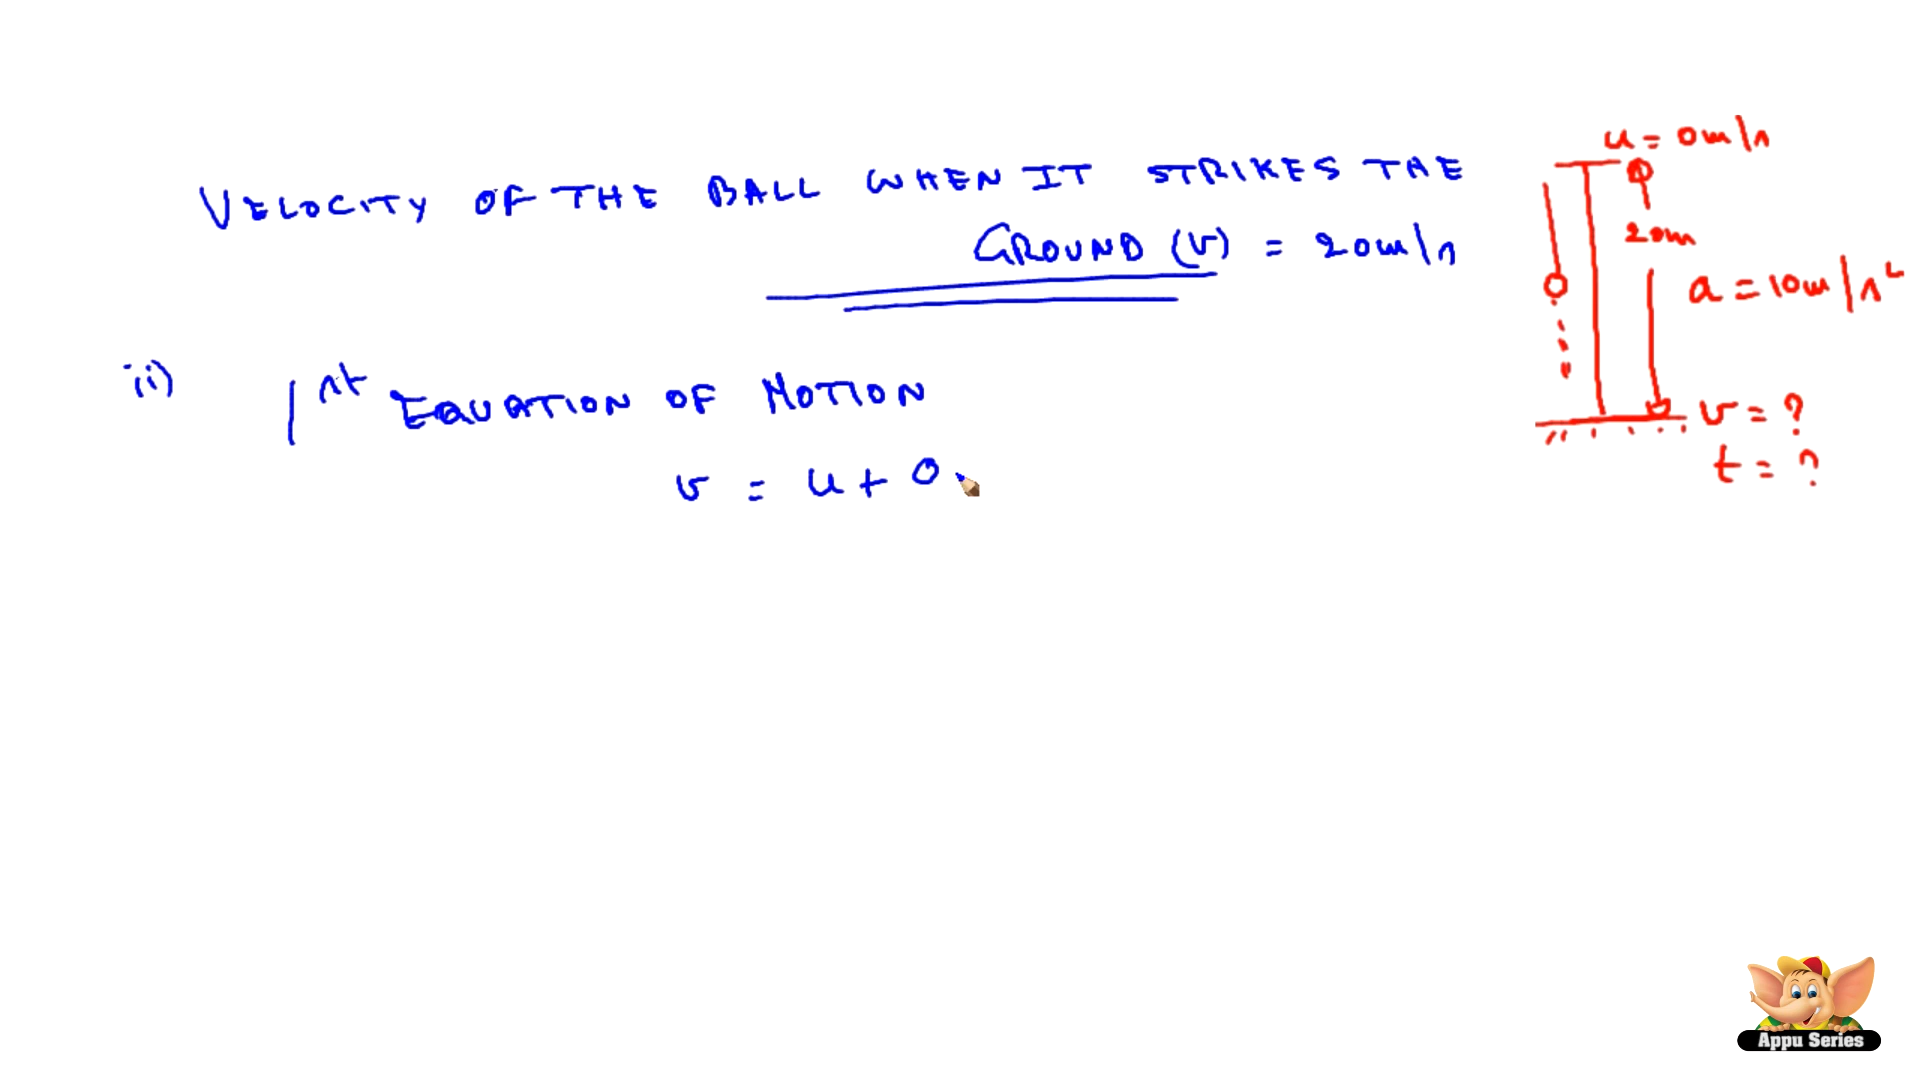 VELOCITY OF THE BALL WHEN IT STRIKES THE
GROUND (v) = 20m/s
ii) 1st EQUATION OF MOTION
v = u + a
u = 0m/s
20m
a = 10m/s²
v = ?
t = ?
Appu Series